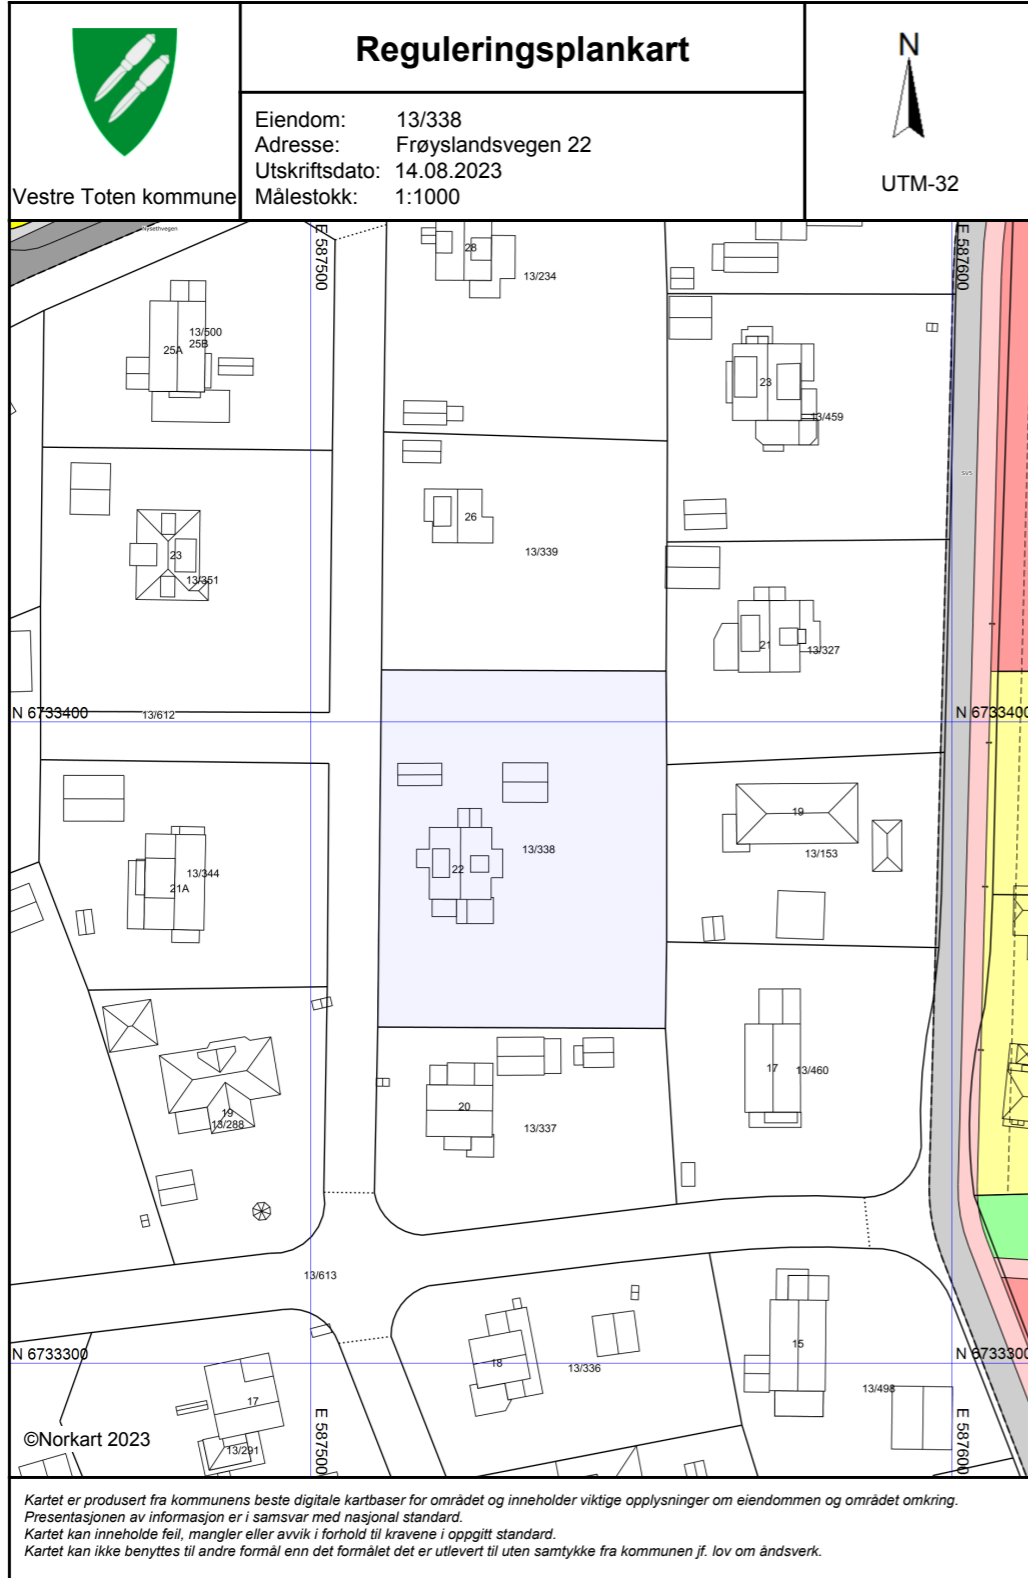 Reguleringsplankart
Vestre Toten kommune
Eiendom: 13/338
Adresse: Frøyslandsvegen 22
Utskriftsdato: 14.08.2023
Målestokk: 1:1000
N
UTM-32
Nysethvegen
E 587500
E 587600
28
13/234
13/500
25B
25A
23
13/459
SVS
26
13/339
23
13/351
21
13/327
N 6733400
13/612
N 6733400
19
13/153
22
13/338
13/344
21A
17
13/460
20
13/337
19
13/288
13/613
N 6733300
N 6733300
18
13/336
15
13/498
17
13/291
E 587500
E 587600
©Norkart 2023
Kartet er produsert fra kommunens beste digitale kartbaser for området og inneholder viktige opplysninger om eiendommen og området omkring.
Presentasjonen av informasjon er i samsvar med nasjonal standard.
Kartet kan inneholde feil, mangler eller avvik i forhold til kravene i oppgitt standard.
Kartet kan ikke benyttes til andre formål enn det formålet det er utlevert til uten samtykke fra kommunen jf. lov om åndsverk.